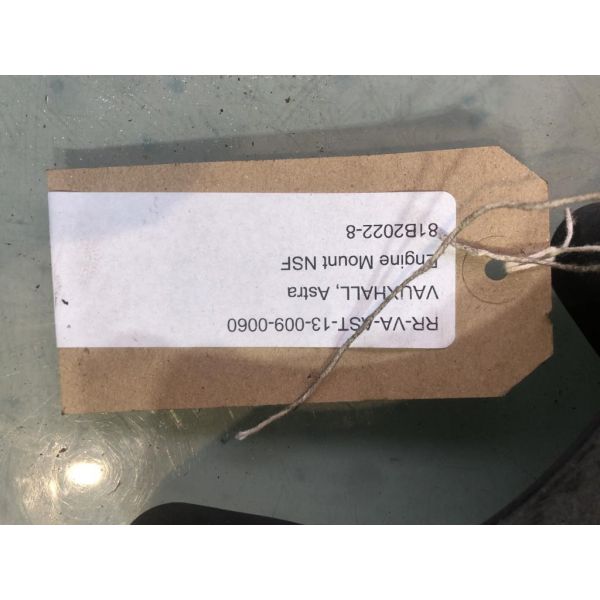 RR-VA-AST-13-009-0060
VAUXHALL, Astra
Engine Mount NSF
81B2022-8